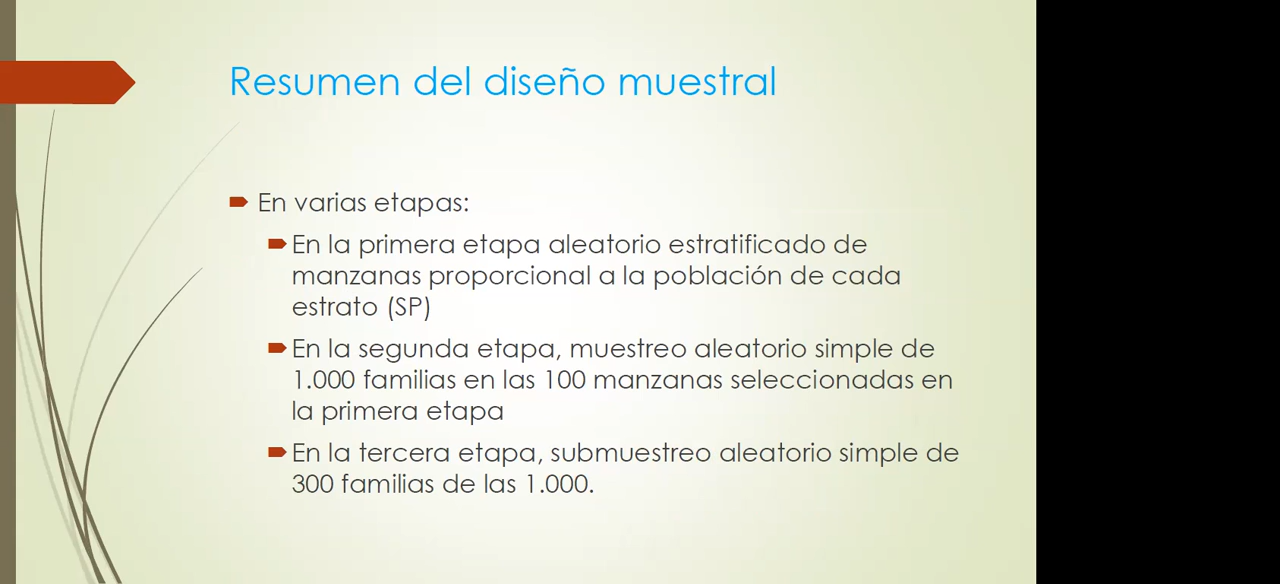 Resumen del diseño muestral
En varias etapas:
En la primera etapa aleatorio estratificado de
manzanas proporcional a la población de cada
estrato (SP)
En la segunda etapa, muestreo aleatorio simple de
1.000 familias en las 100 manzanas seleccionadas en
la primera etapa
En la tercera etapa, submuestreo aleatorio simple de
300 familias de las 1.000.